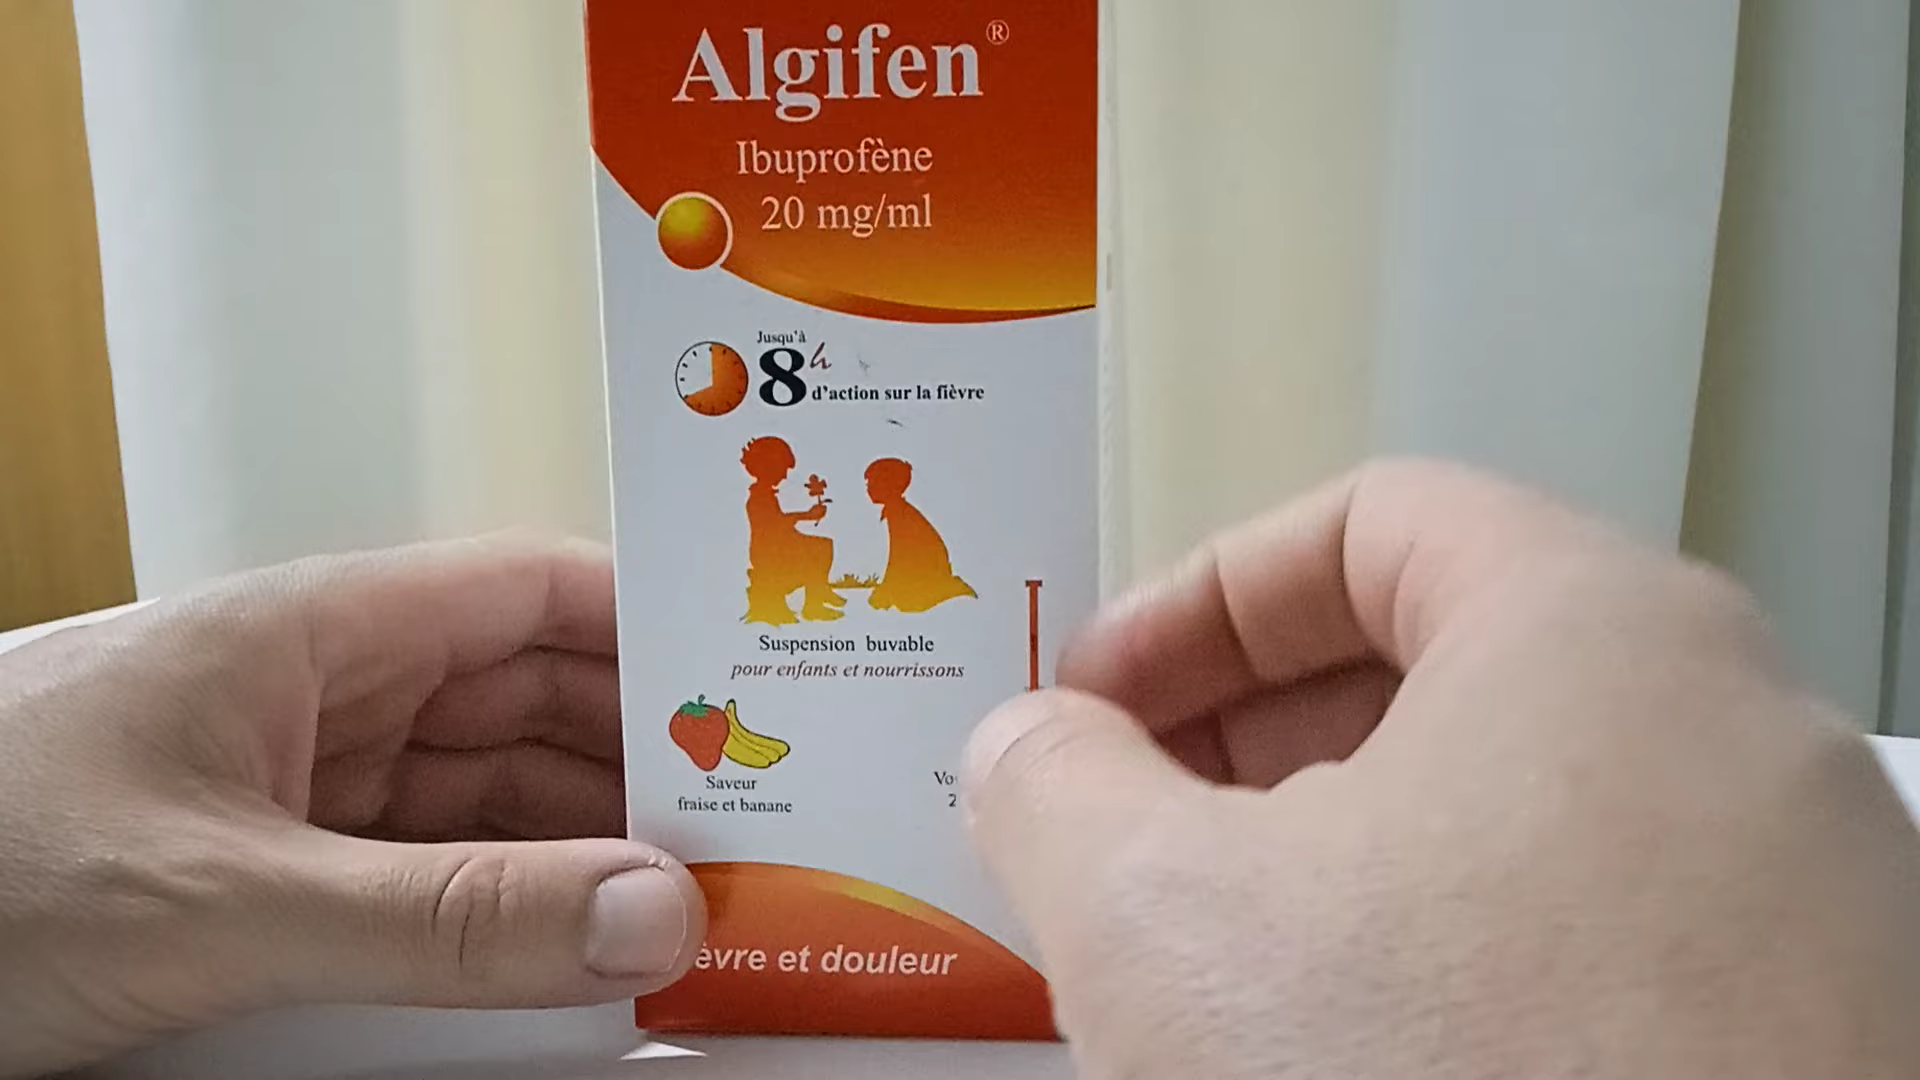 Algifen®
Ibuprofène
20 mg/ml
Jusqu'à
8h
d'action sur la fièvre
Suspension buvable
pour enfants et nourrissons
Saveur
fraise et banane
et douleur